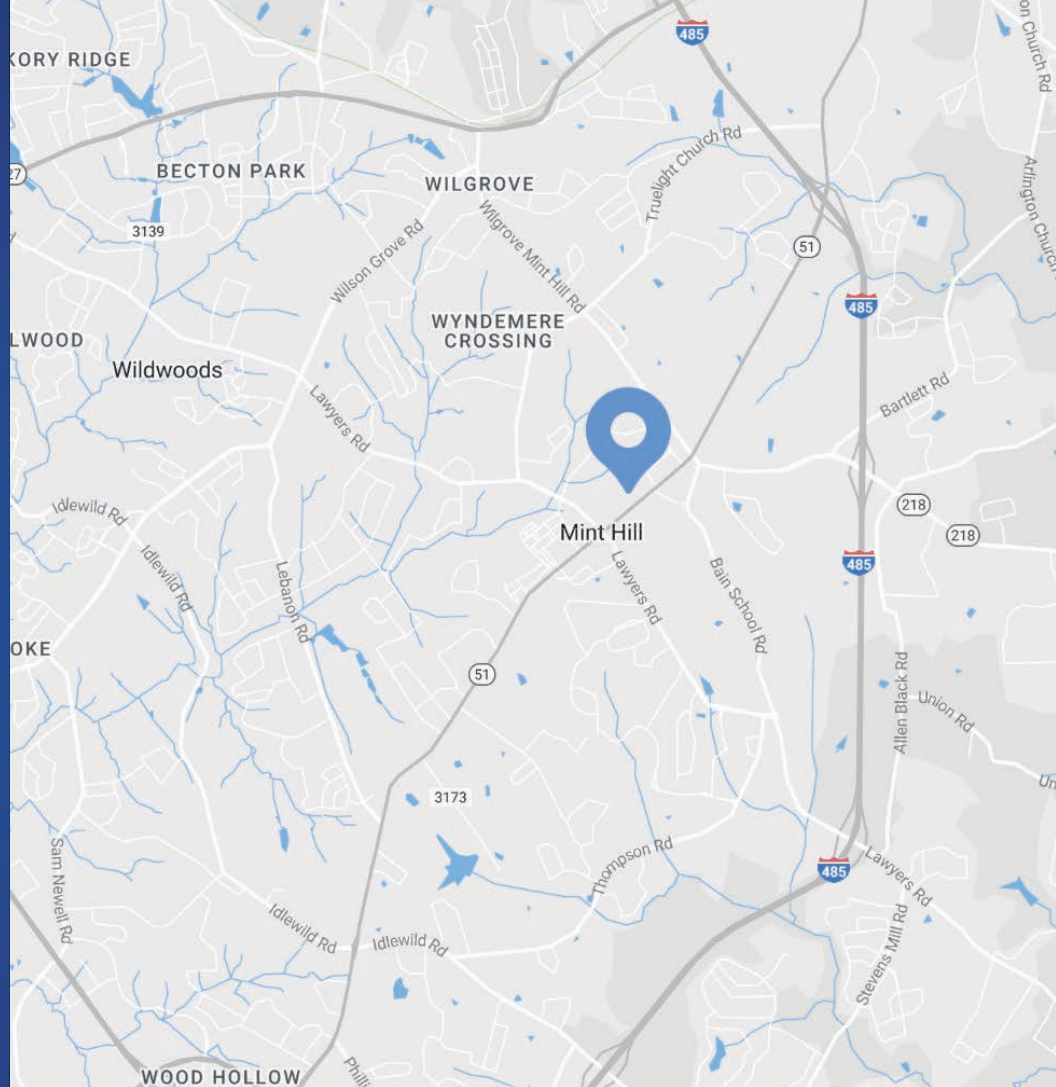 KORY RIDGE
485
on Church Rd
27
BECTON PARK
WILGROVE
Truelight Church Rd
Arlington Church
3139
Wilson Grove Rd
Wilgrove Mint Hill Rd
51
485
LWOOD
WYNDEMERE
CROSSING
Wildwoods
Lawyers Rd
Bartlett Rd
Idlewild Rd
218
218
Mint Hill
Idlewild Rd
Lebanon Rd
Lawyers Rd
Bain School Rd
485
OKE
51
Allen Black Rd
Union Rd
Un
3173
Sam Newell Rd
Thompson Rd
485
Lawyers Rd
Idlewild Rd
Idlewild Rd
Stevens Mill Rd
WOOD HOLLOW
Philli